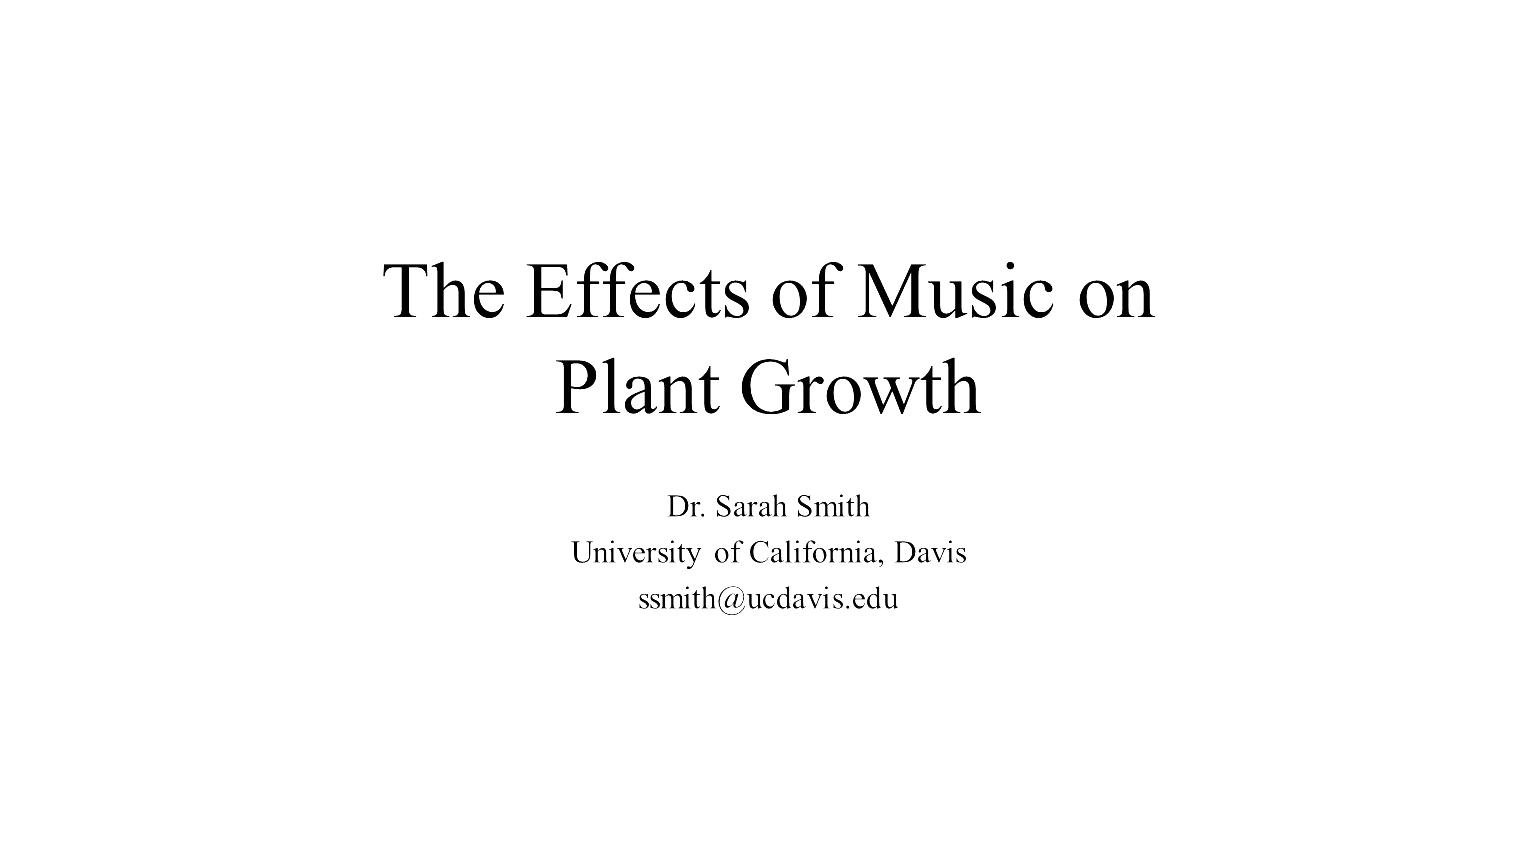 The Effects of Music on
Plant Growth
Dr. Sarah Smith
University of California, Davis
ssmith@ucdavis.edu